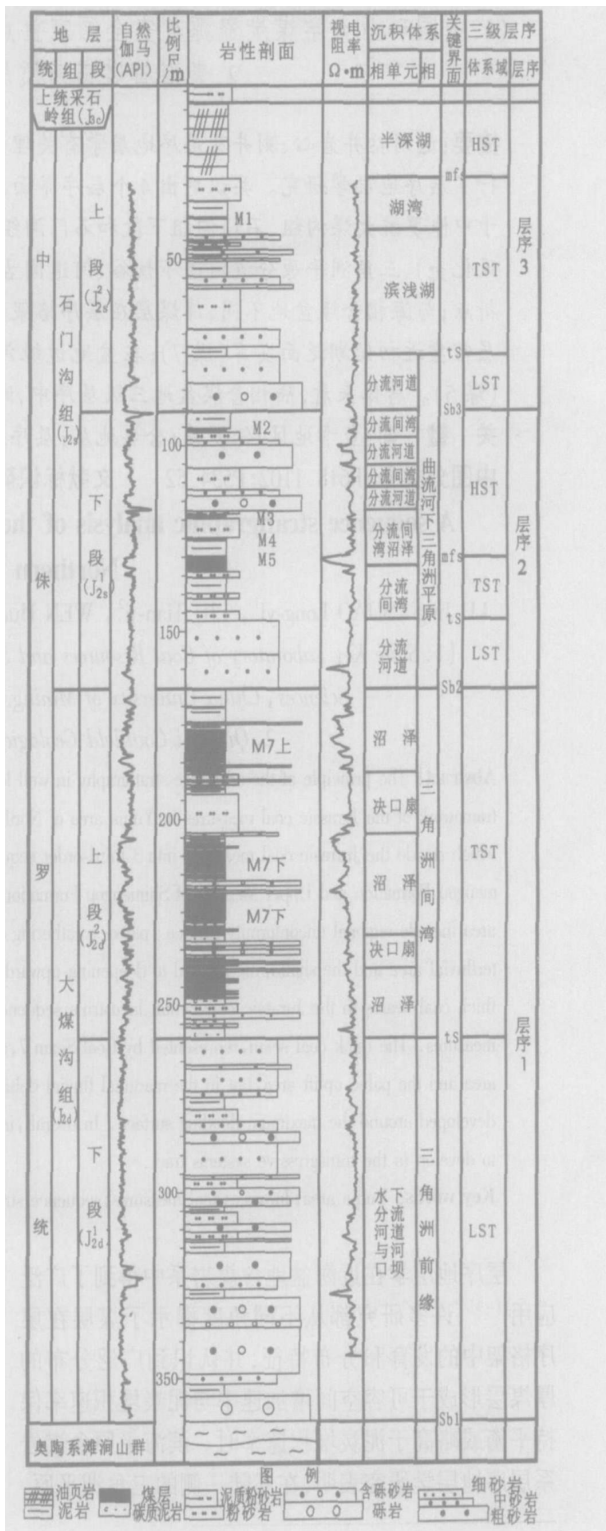 地 层
自然伽马(API)
比例尺/m
岩性剖面
视电阻率 Ω·m
沉积体系
关键界面
三级层序
统 组 段
相单元 相
体系域 层序
上统采石岭组(J₃c)
中侏罗统
石门沟组(J₂s)
上段(J₂s²)
下段(J₂s¹)
大煤沟组(J₂d)
上段(J₂d²)
下段(J₂d¹)
奥陶系滩涧山群
50
100
150
200
250
300
350
M1
M2
M3
M4
M5
M7上
M7下
M7下
半深湖
湖湾
滨浅湖
分流河道
分流间湾
分流河道
分流间湾
分流河道
分流间湾沼泽
分流间湾
分流河道
曲流河下三角洲平原
沼泽
决口扇
沼泽
决口扇
沼泽
三角洲间湾
水下分流河道与河口坝
三角洲前缘
mfs
ts
Sb3
mfs
ts
Sb2
ts
Sb1
HST
TST
LST
HST
TST
LST
TST
LST
层序3
层序2
层序1
图 例
油页岩
煤层
泥质粉砂岩
含砾砂岩
细砂岩
中砂岩
粗砂岩
泥岩
碳质泥岩
粉砂岩
砾岩